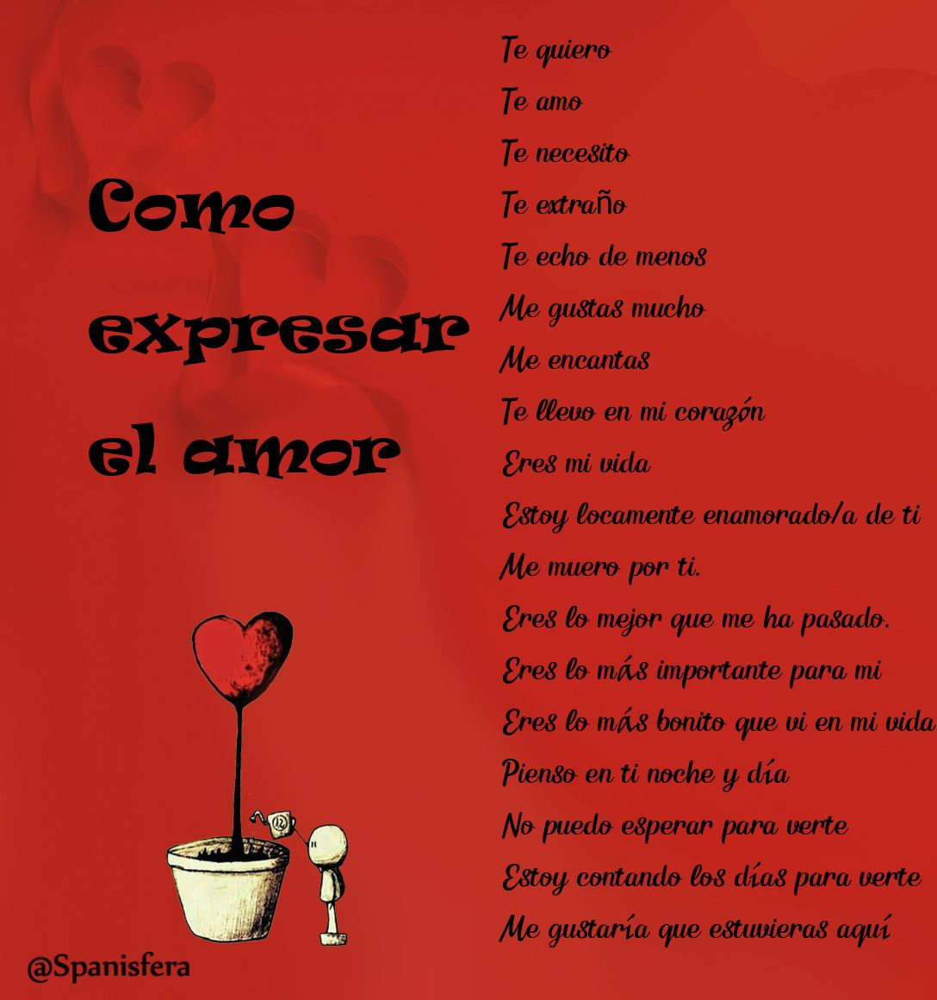 Como
expresar
el amor
Te quiero
Te amo
Te necesito
Te extraño
Te echo de menos
Me gustas mucho
Me encantas
Te llevo en mi corazón
Eres mi vida
Estoy locamente enamorado/a de ti
Me muero por ti.
Eres lo mejor que me ha pasado.
Eres lo más importante para mi
Eres lo más bonito que vi en mi vida
Pienso en ti noche y día
No puedo esperar para verte
Estoy contando los días para verte
Me gustaría que estuvieras aquí
@Spanisfera